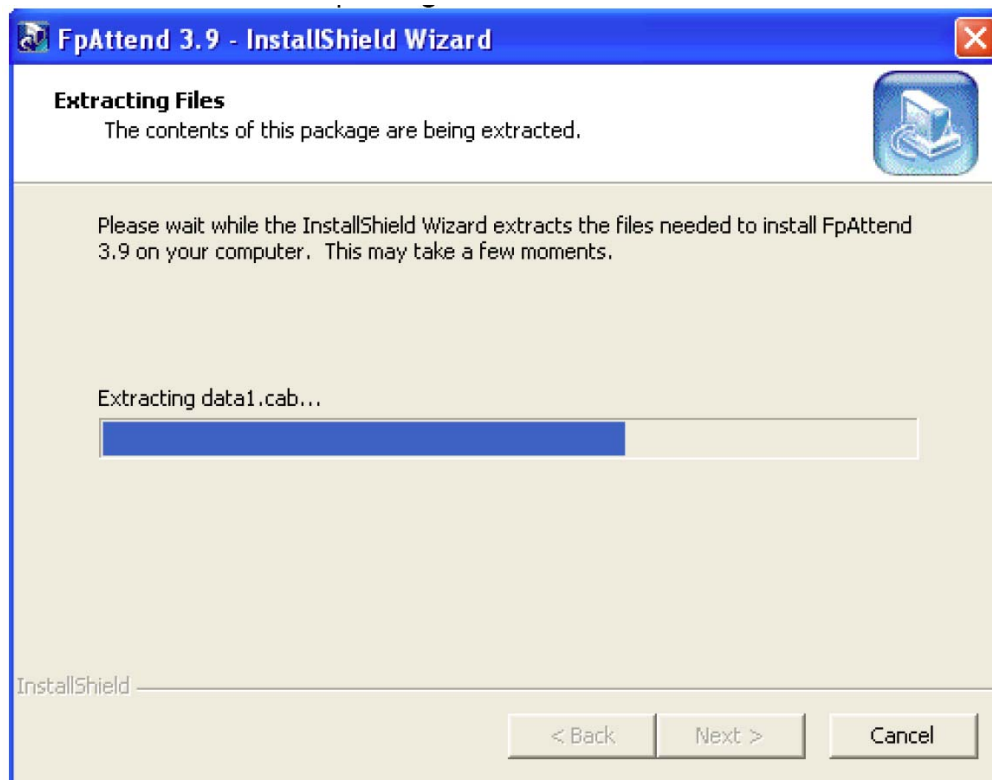 FpAttend 3.9 - InstallShield Wizard
Extracting Files
The contents of this package are being extracted.
Please wait while the InstallShield Wizard extracts the files needed to install FpAttend
3.9 on your computer. This may take a few moments.
Extracting data1.cab...
InstallShield
< Back
Next >
Cancel